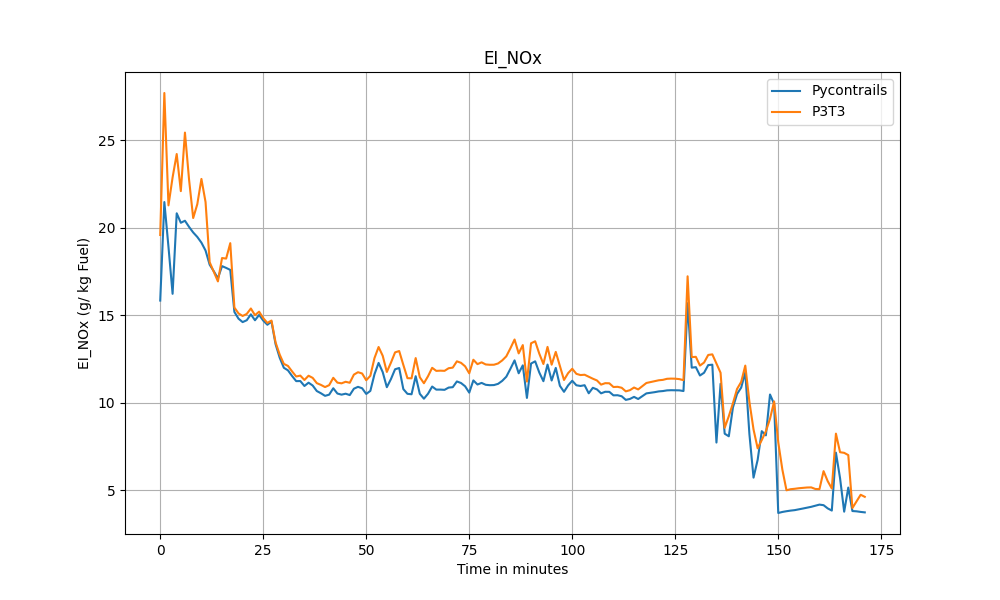 EI_NOx
Pycontrails
P3T3
EI_NOx (g/ kg Fuel)
25
20
15
10
5
0 25 50 75 100 125 150 175
Time in minutes